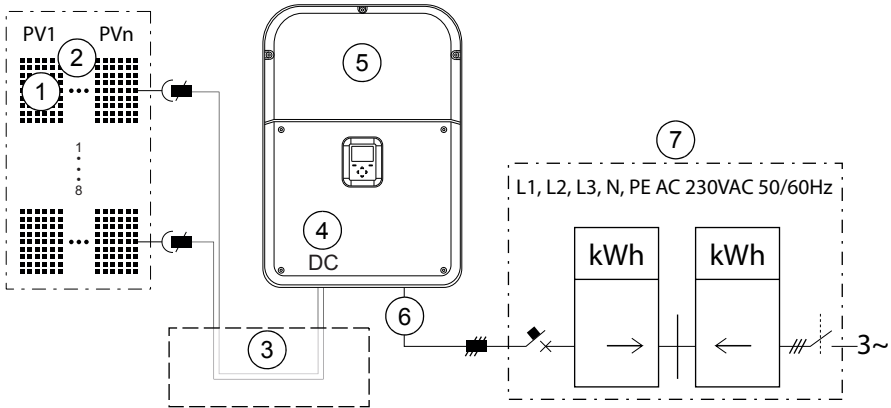 PV1 PVn
2
1
1
8
5
4
DC
3
6
7
L1, L2, L3, N, PE AC 230VAC 50/60Hz
kWh kWh
3~